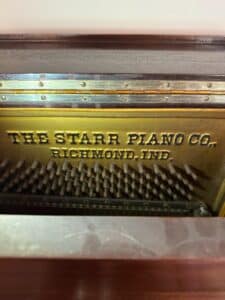 THE STARR PIANO CO.,
RICHMOND, IND.